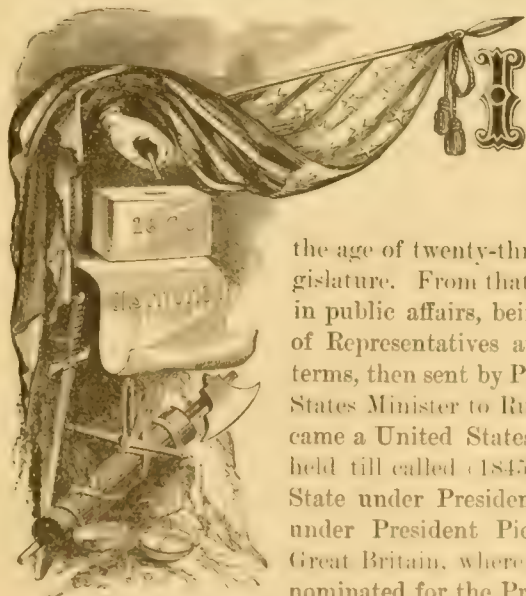 I
the age of twenty-thr
gislature. From that
in public affairs, bei
of Representatives a
terms, then sent by P
States Minister to Ru
came a United States
held till called (1845
State under Presiden
under President Pie
Great Britain, where
nominated for the Pr